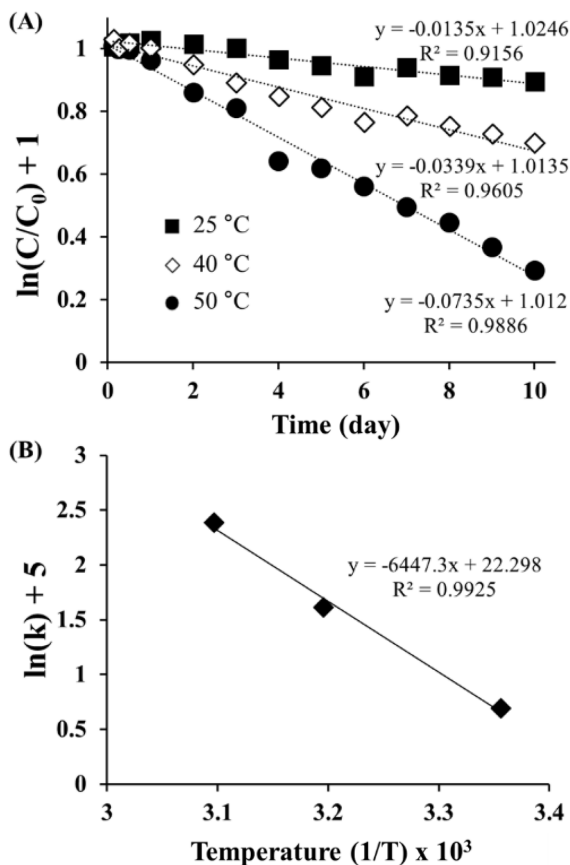 (A)
ln(C/C₀) + 1
1
0.8
0.6
0.4
0.2
0
0
2
4
6
8
10
Time (day)
y = -0.0135x + 1.0246
R² = 0.9156
y = -0.0339x + 1.0135
R² = 0.9605
y = -0.0735x + 1.012
R² = 0.9886
25 °C
40 °C
50 °C
(B)
ln(k) + 5
3
2.5
2
1.5
1
0.5
0
3
3.1
3.2
3.3
3.4
Temperature (1/T) x 10³
y = -6447.3x + 22.298
R² = 0.9925